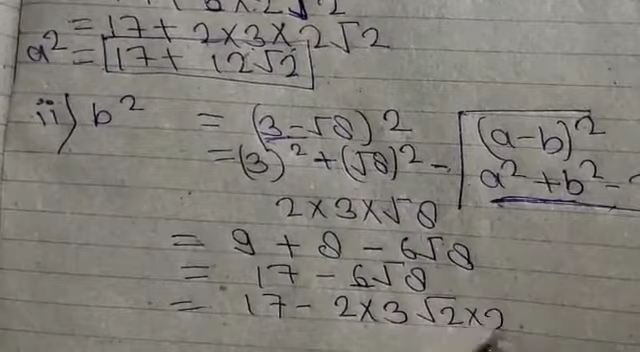 = 17 + 2×3×2√2
a² = 17 + 12√2
ii) b² = (3-√8)²
(a-b)²
= (3)² + (√8)² -
a² + b² -
2×3×√8
= 9 + 8 - 6√8
= 17 - 6√8
= 17 - 2×3√2×2